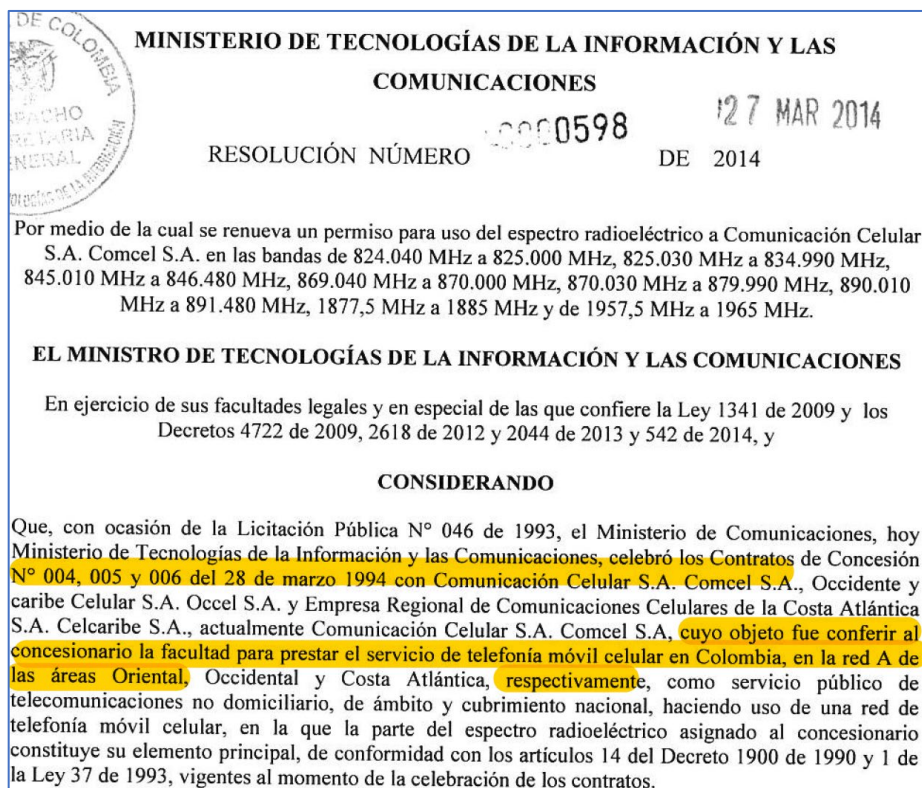 DE COLOMBIA
MINISTERIO DE TECNOLOGÍAS DE LA INFORMACIÓN Y LAS
COMUNICACIONES
GENERAL
0598
27 MAR 2014
RESOLUCIÓN NÚMERO DE 2014
Por medio de la cual se renueva un permiso para uso del espectro radioeléctrico a Comunicación Celular
S.A. Comcel S.A. en las bandas de 824.040 MHz a 825.000 MHz, 825.030 MHz a 834.990 MHz,
845.010 MHz a 846.480 MHz, 869.040 MHz a 870.000 MHz, 870.030 MHz a 879.990 MHz, 890.010
MHz a 891.480 MHz, 1877,5 MHz a 1885 MHz y de 1957,5 MHz a 1965 MHz.
EL MINISTRO DE TECNOLOGÍAS DE LA INFORMACIÓN Y LAS COMUNICACIONES
En ejercicio de sus facultades legales y en especial de las que confiere la Ley 1341 de 2009 y los
Decretos 4722 de 2009, 2618 de 2012 y 2044 de 2013 y 542 de 2014, y
CONSIDERANDO
Que, con ocasión de la Licitación Pública N° 046 de 1993, el Ministerio de Comunicaciones, hoy
Ministerio de Tecnologías de la Información y las Comunicaciones, celebró los Contratos de Concesión
N° 004, 005 y 006 del 28 de marzo 1994 con Comunicación Celular S.A. Comcel S.A., Occidente y
caribe Celular S.A. Occel S.A. y Empresa Regional de Comunicaciones Celulares de la Costa Atlántica
S.A. Celcaribe S.A., actualmente Comunicación Celular S.A. Comcel S.A, cuyo objeto fue conferir al
concesionario la facultad para prestar el servicio de telefonía móvil celular en Colombia, en la red A de
las áreas Oriental, Occidental y Costa Atlántica, respectivamente, como servicio público de
telecomunicaciones no domiciliario, de ámbito y cubrimiento nacional, haciendo uso de una red de
telefonía móvil celular, en la que la parte del espectro radioeléctrico asignado al concesionario
constituye su elemento principal, de conformidad con los artículos 14 del Decreto 1900 de 1990 y 1 de
la Ley 37 de 1993, vigentes al momento de la celebración de los contratos.